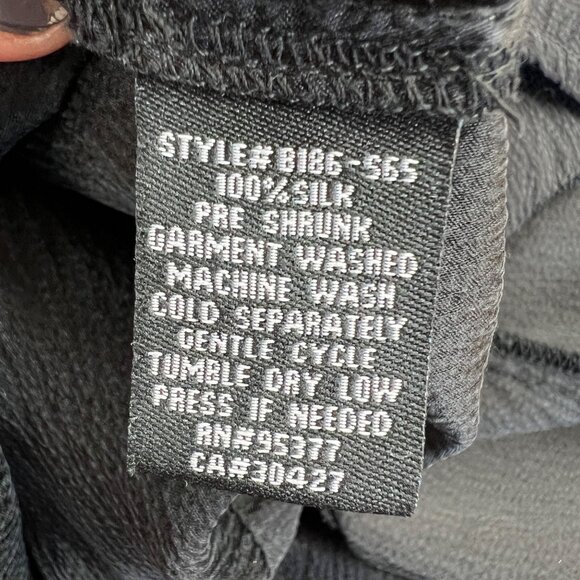 STYLE# B186-565
100% SILK
PRE SHRUNK
GARMENT WASHED
MACHINE WASH
COLD SEPARATELY
GENTLE CYCLE
TUMBLE DRY LOW
PRESS IF NEEDED
RN#95377
CA#30427